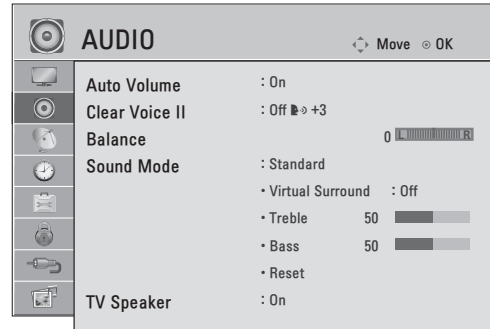 AUDIO
Move OK
Auto Volume : On
Clear Voice II : Off +3
Balance 0 L R
Sound Mode : Standard
• Virtual Surround : Off
• Treble 50
• Bass 50
• Reset
TV Speaker : On